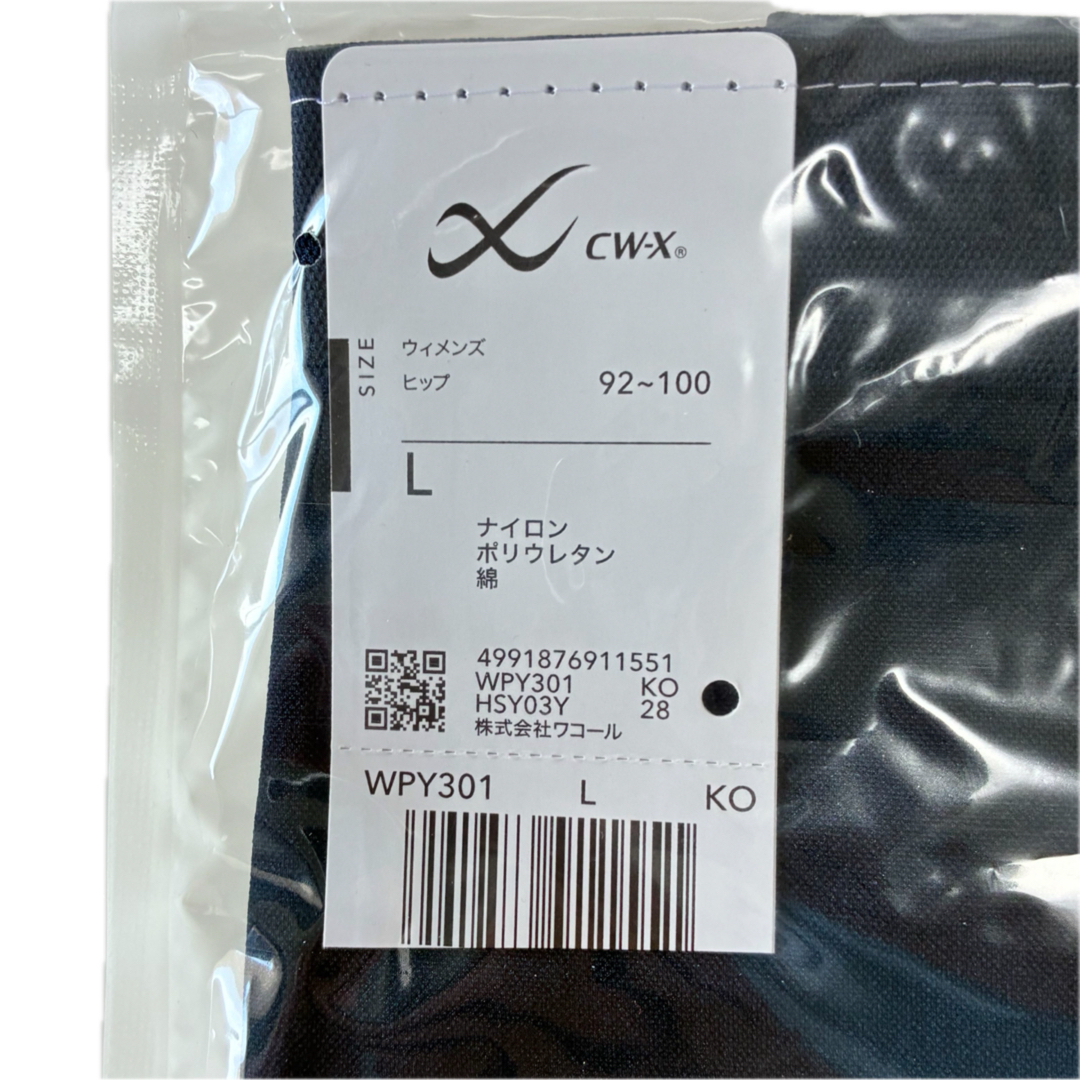 CW-X®
SIZE
ウィメンズ
ヒップ 92~100
L
ナイロン
ポリウレタン
綿
4991876911551
WPY301 KO
HSY03Y 28
株式会社ワコール
WPY301 L KO